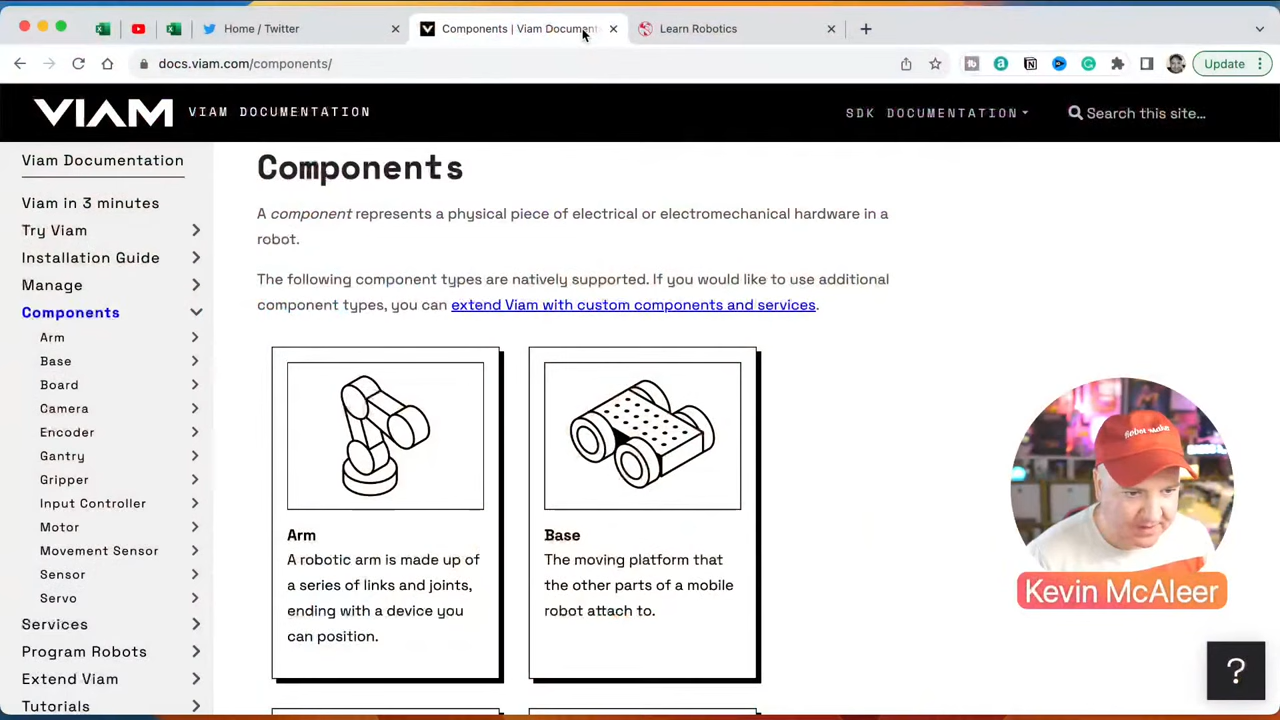 Home / Twitter
Components | Viam Document
Learn Robotics
docs.viam.com/components/
Update
VIAM
VIAM DOCUMENTATION
SDK DOCUMENTATION
Search this site...
Viam Documentation
Viam in 3 minutes
Try Viam
Installation Guide
Manage
Components
Arm
Base
Board
Camera
Encoder
Gantry
Gripper
Input Controller
Motor
Movement Sensor
Sensor
Servo
Services
Program Robots
Extend Viam
Tutorials
Components
A component represents a physical piece of electrical or electromechanical hardware in a
robot.
The following component types are natively supported. If you would like to use additional
component types, you can extend Viam with custom components and services.
Arm
A robotic arm is made up of
a series of links and joints,
ending with a device you
can position.
Base
The moving platform that
the other parts of a mobile
robot attach to.
Kevin McAleer
?